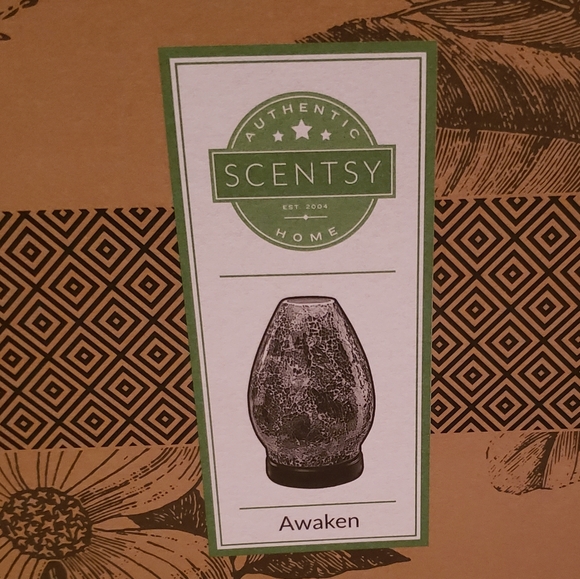 AUTHENTIC
SCENTSY
EST. 2004
HOME
Awaken